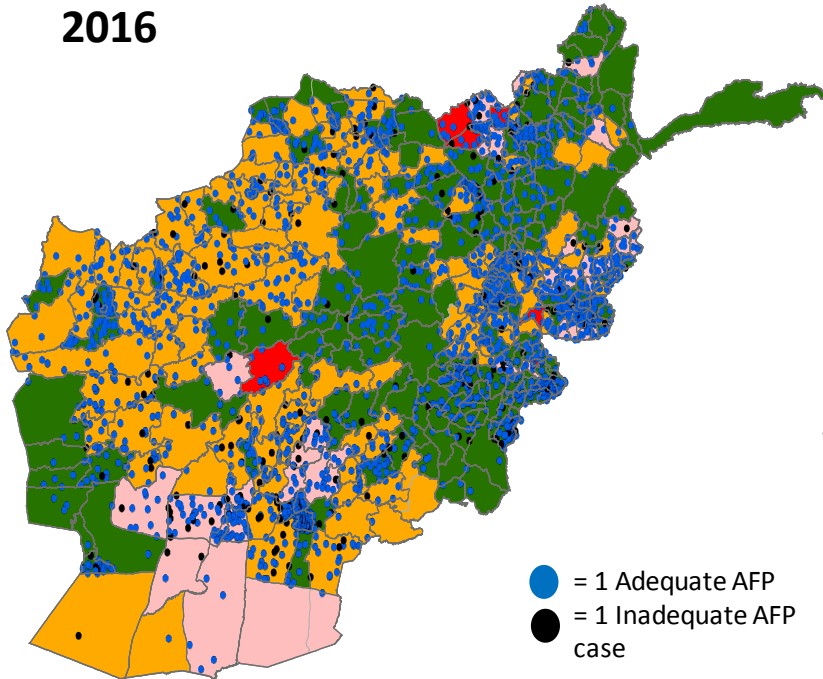 2016
= 1 Adequate AFP
= 1 Inadequate AFP
case